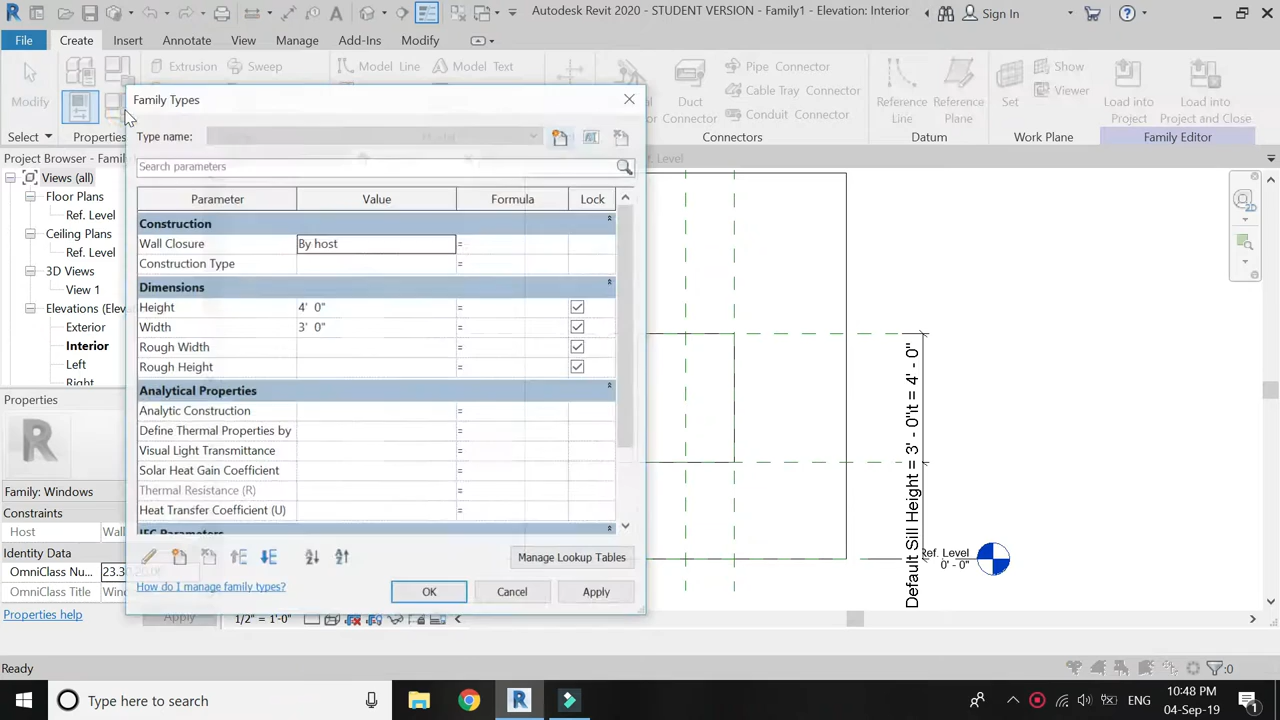 Autodesk Revit 2020 - STUDENT VERSION - Family1 - Elevation: Interior
Sign In
File
Create
Insert
Annotate
View
Manage
Add-Ins
Modify
Modify
Extrusion
Sweep
Model Line
Model Text
Duct
Connector
Pipe Connector
Cable Tray Connector
Conduit Connector
Reference
Line
Reference
Plane
Set
Show
Viewer
Load into
Project
Load into
Project and Close
Select
Properties
Connectors
Datum
Work Plane
Family Editor
Project Browser - Famil
Views (all)
Floor Plans
Ref. Level
Ceiling Plans
Ref. Level
3D Views
View 1
Elevations (Elev
Exterior
Interior
Left
Right
Properties
Family: Windows
Constraints
Host
Wall
Identity Data
OmniClass Nu...
OmniClass Title
Properties help
Apply
Family Types
Type name:
Search parameters
Parameter
Value
Formula
Lock
Construction
Wall Closure
By host
=
Construction Type
=
Dimensions
Height
4' 0"
=
Width
3' 0"
=
Rough Width
=
Rough Height
=
Analytical Properties
Analytic Construction
=
Define Thermal Properties by
=
Visual Light Transmittance
=
Solar Heat Gain Coefficient
=
Thermal Resistance (R)
=
Heat Transfer Coefficient (U)
=
IFC Parameters
Manage Lookup Tables
How do I manage family types?
OK
Cancel
Apply
Level
Default Sill Height = 3' - 0"
it = 4' - 0"
Ref. Level
0' - 0"
1/2" = 1'-0"
Ready
:0
Type here to search
ENG
10:48 PM
04-Sep-19
1